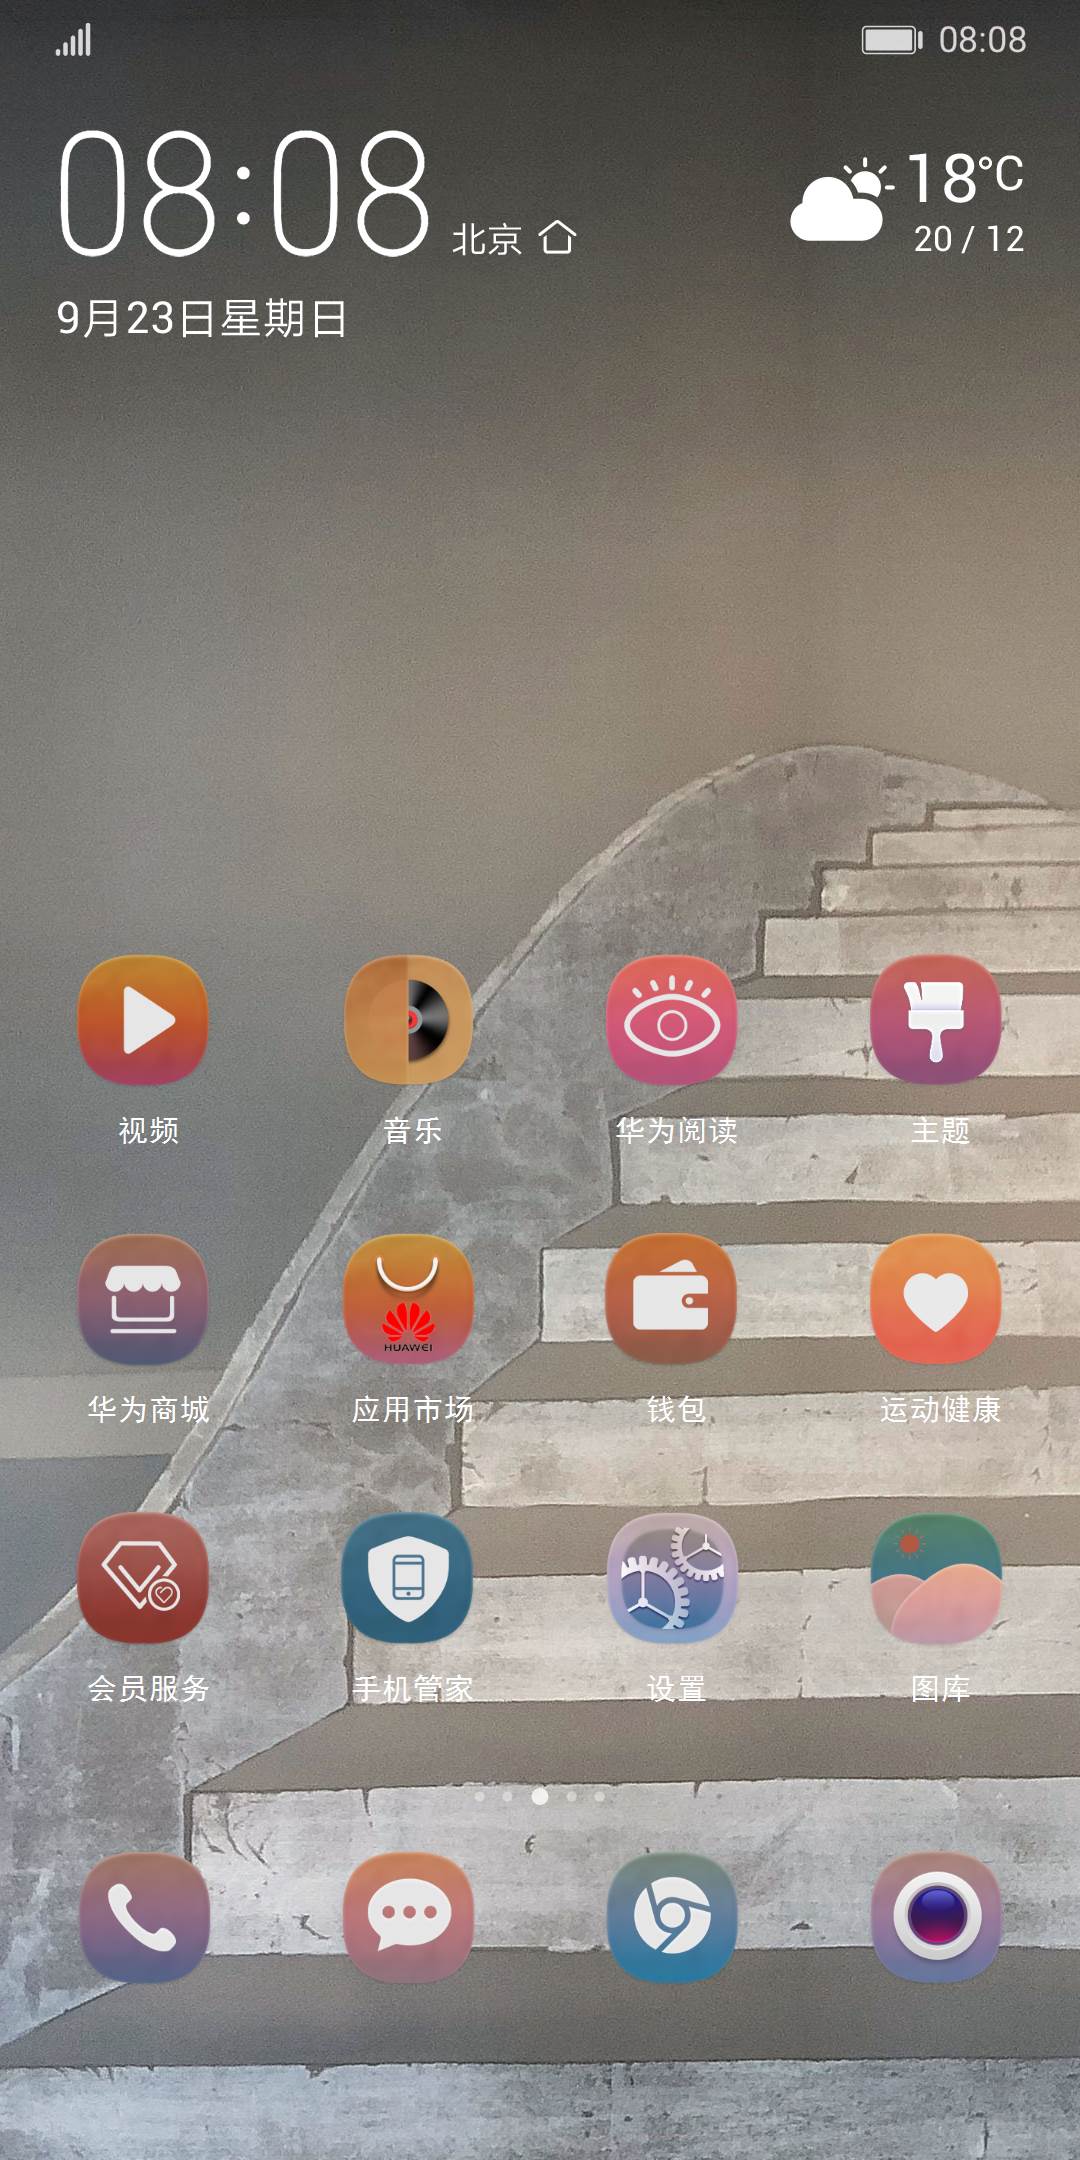 08:08
08:08 北京
18°C
20 / 12
9月23日星期日
视频 音乐 华为阅读 主题
HUAWEI
华为商城 应用市场 钱包 运动健康
会员服务 手机管家 设置 图库